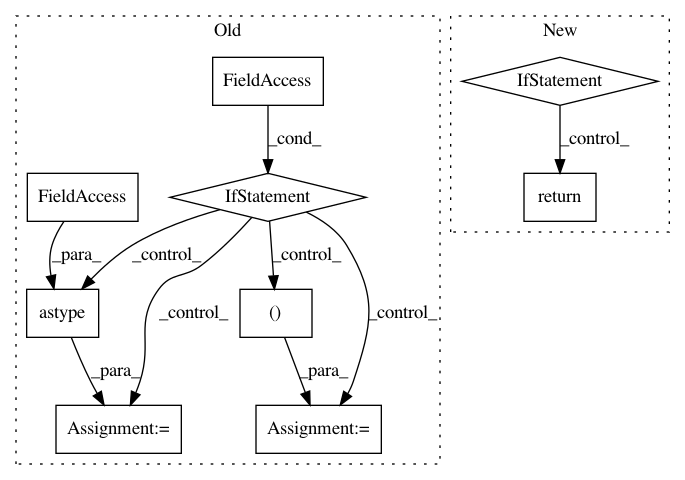 Old
New
FieldAccess
IfStatement
_cond_
_control_
FieldAccess
IfStatement
return
_para_
_control_
_control_
astype
_control_
()
_control_
_para_
_para_
Assignment:=
Assignment:=